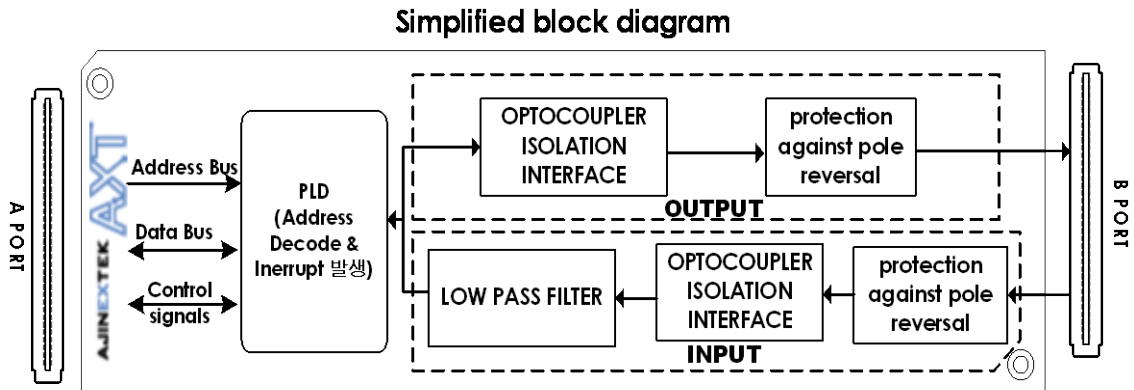 Simplified block diagram
A PORT
AJINEXTEK
AXT
Address Bus
Data Bus
Control
signals
PLD
(Address
Decode &
Inerrupt 발생)
OPTOCOUPLER
ISOLATION
INTERFACE
protection
against pole
reversal
OUTPUT
LOW PASS FILTER
OPTOCOUPLER
ISOLATION
INTERFACE
protection
against pole
reversal
INPUT
B PORT